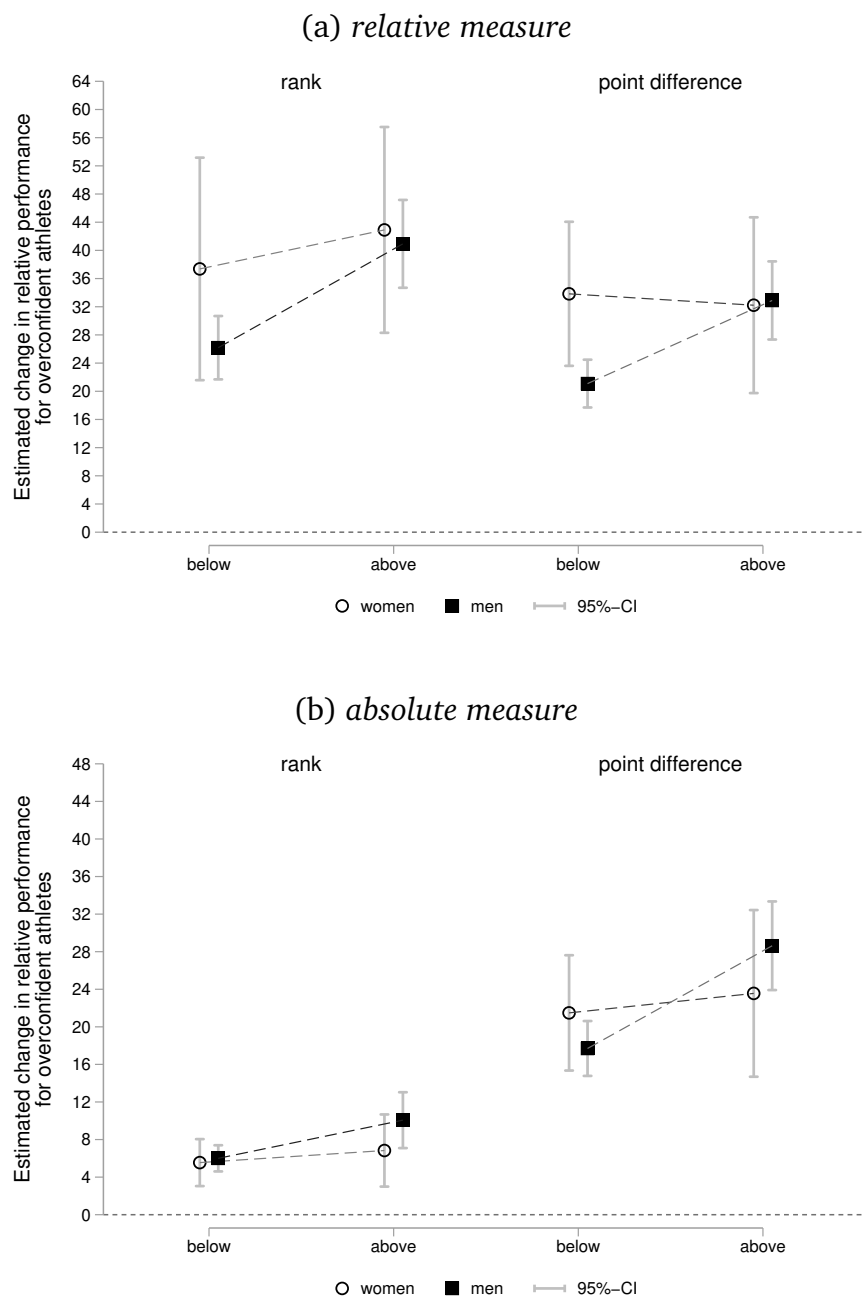 (a) relative measure
rank
point difference
Estimated change in relative performance
for overconfident athletes
64
60
56
52
48
44
40
36
32
28
24
20
16
12
8
4
0
below
above
below
above
women
men
95%−CI
(b) absolute measure
rank
point difference
Estimated change in relative performance
for overconfident athletes
48
44
40
36
32
28
24
20
16
12
8
4
0
below
above
below
above
women
men
95%−CI